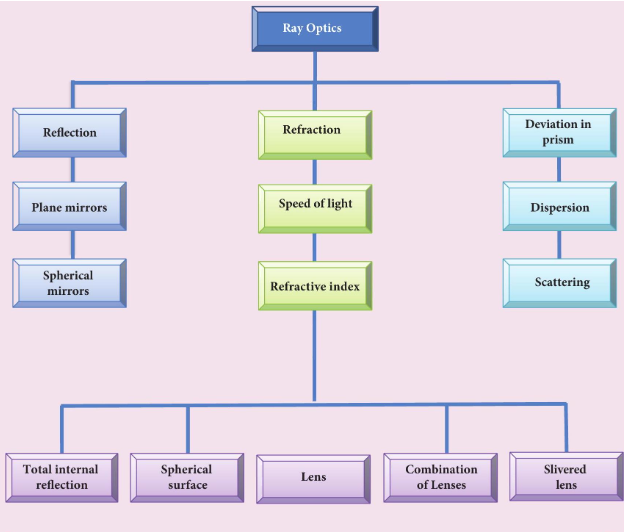 Ray Optics
Reflection
Refraction
Deviation in
prism
Plane mirrors
Speed of light
Dispersion
Spherical
mirrors
Refractive index
Scattering
Total internal
reflection
Spherical
surface
Lens
Combination
of Lenses
Slivered
lens